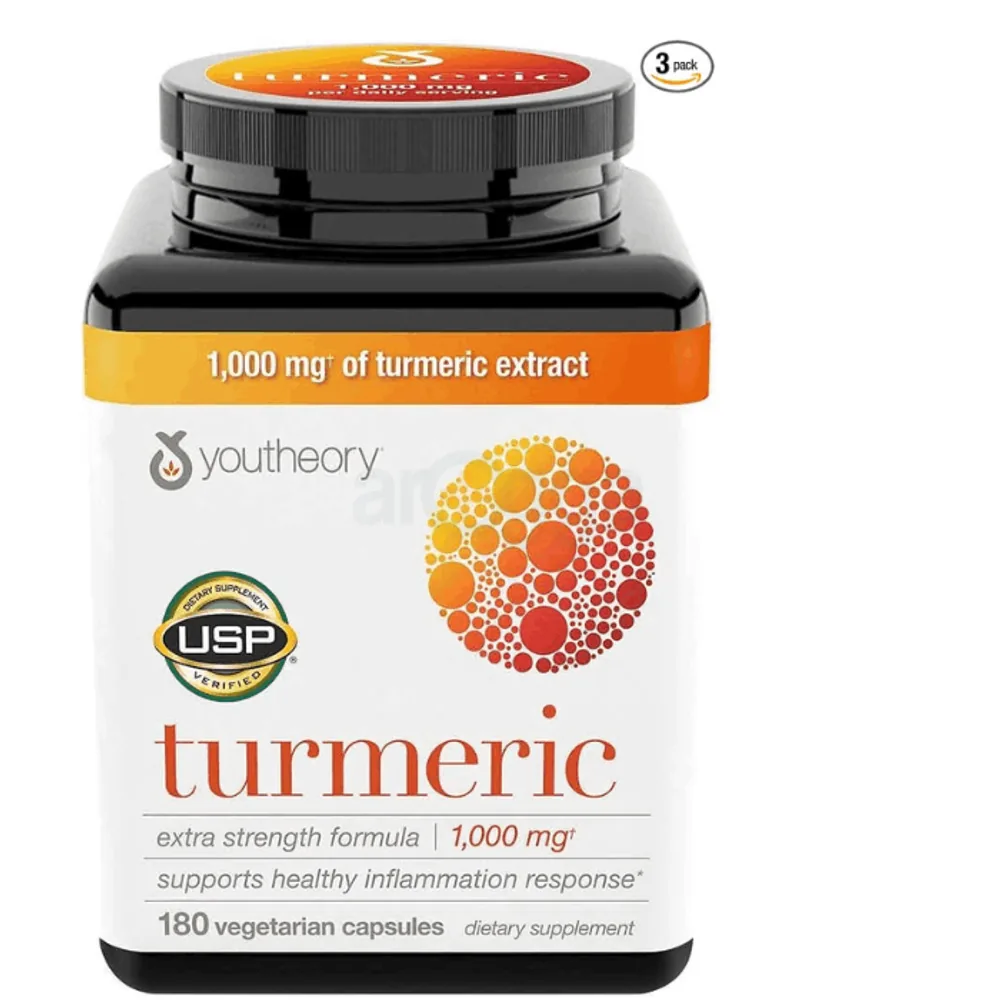 turmeric
1,000 mg
per daily serving
3 pack
1,000 mg† of turmeric extract
youtheory
DIETARY SUPPLEMENT
USP
VERIFIED
®
turmeric
extra strength formula | 1,000 mg†
supports healthy inflammation response*
180 vegetarian capsules dietary supplement